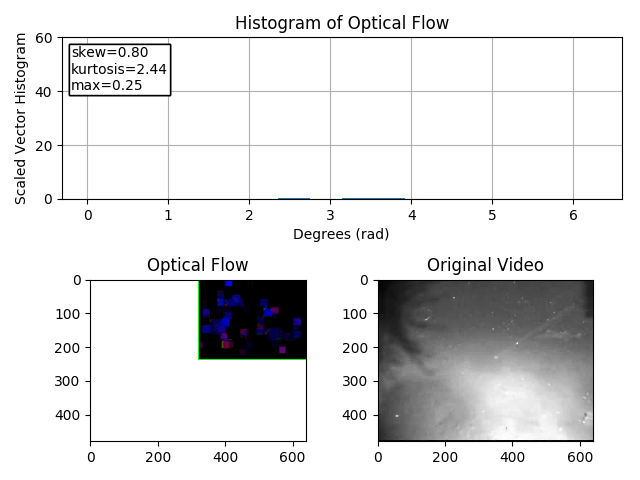 Histogram of Optical Flow
Scaled Vector Histogram
60
40
20
0
skew=0.80
kurtosis=2.44
max=0.25
0 1 2 3 4 5 6
Degrees (rad)
Optical Flow
0
100
200
300
400
0 200 400 600
Original Video
0
100
200
300
400
0 200 400 600